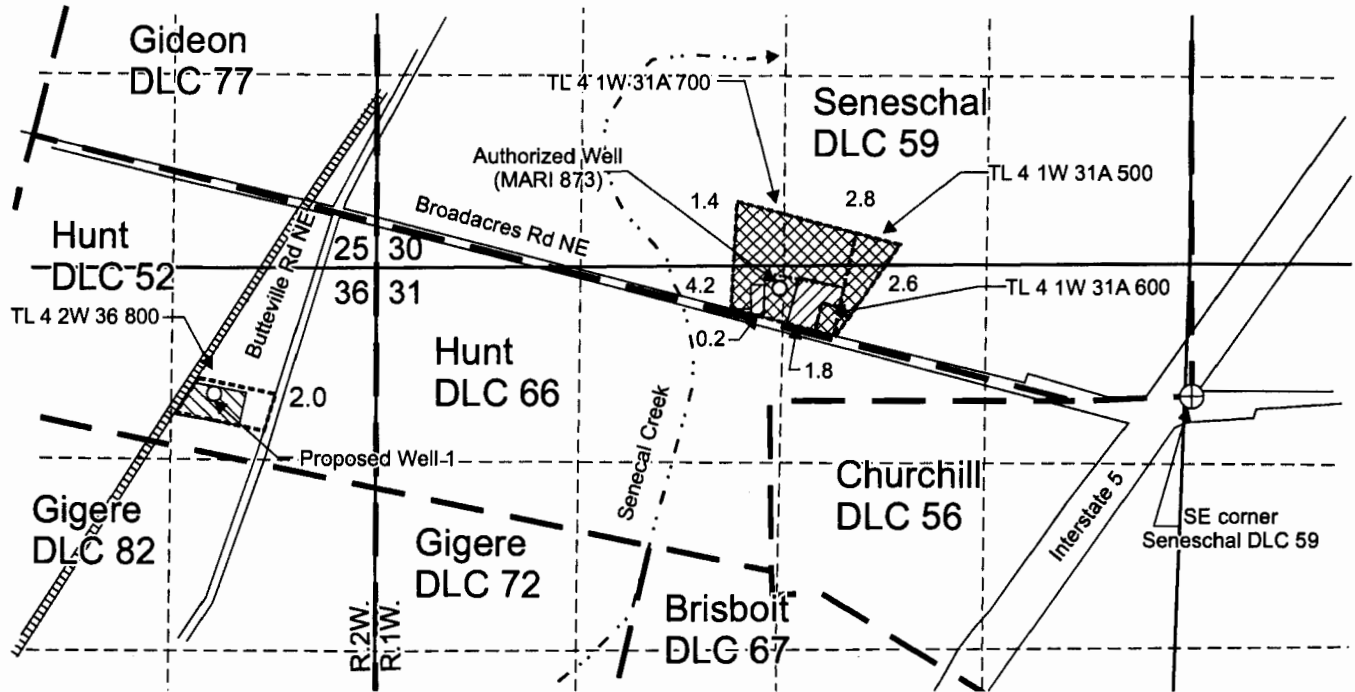 Gideon
DLC 77
TL 4 1W 31A 700
Seneschal
DLC 59
Authorized Well
(MARI 873)
TL 4 1W 31A 500
1.4
2.8
Broadacres Rd NE
Hunt
DLC 52
Butteville Rd NE
25
30
36
31
4.2
2.6
TL 4 1W 31A 600
TL 4 2W 36 800
0.2
1.8
Hunt
DLC 66
2.0
Proposed Well 1
Senecal Creek
Churchill
DLC 56
Interstate 5
SE corner
Seneschal DLC 59
Gigere
DLC 82
Gigere
DLC 72
Brisboit
DLC 67
R.2W.
R.1W.